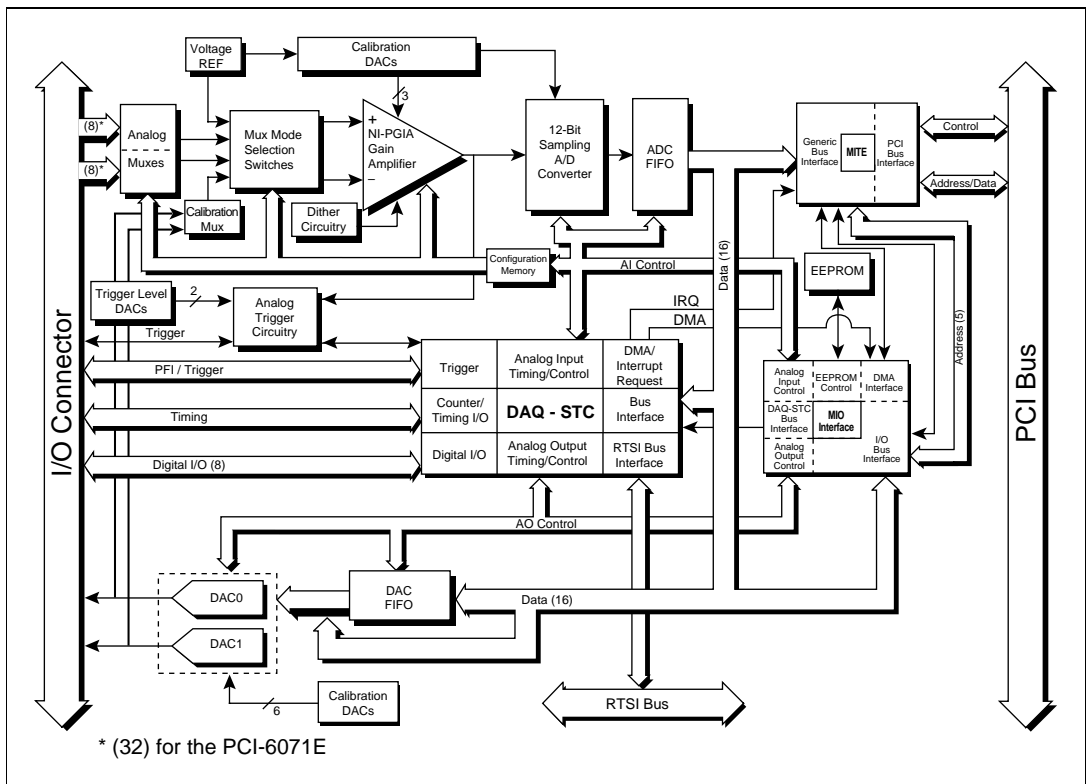 Voltage
REF
Calibration
DACs
3
(8)*
(8)*
Analog
Muxes
Mux Mode
Selection
Switches
+
NI-PGIA
Gain
Amplifier
–
12-Bit
Sampling
A/D
Converter
ADC
FIFO
Generic
Bus
Interface
MITE
PCI
Bus
Interface
Control
Address/Data
Calibration
Mux
Dither
Circuitry
Configuration
Memory
AI Control
Data (16)
EEPROM
Address (5)
Trigger Level
DACs
2
Analog
Trigger
Circuitry
Trigger
IRQ
DMA
PFI / Trigger
Timing
Digital I/O (8)
Trigger
Analog Input
Timing/Control
DMA/
Interrupt
Request
Counter/
Timing I/O
DAQ - STC
Bus
Interface
Digital I/O
Analog Output
Timing/Control
RTSI Bus
Interface
Analog
Input
Control
EEPROM
Control
DMA
Interface
DAQ-STC
Bus
Interface
MIO
Interface
Analog
Output
Control
I/O
Bus
Interface
I/O Connector
PCI Bus
AO Control
DAC0
DAC1
DAC
FIFO
Data (16)
6
Calibration
DACs
RTSI Bus
* (32) for the PCI-6071E